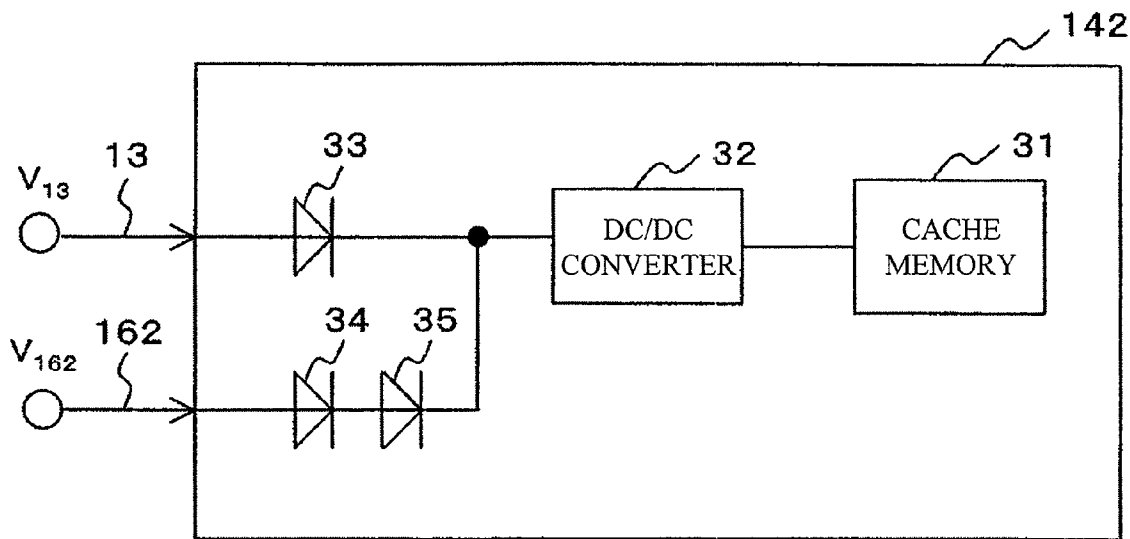 142
33
32
31
13
V13
DC/DC
CONVERTER
CACHE
MEMORY
34
35
162
V162